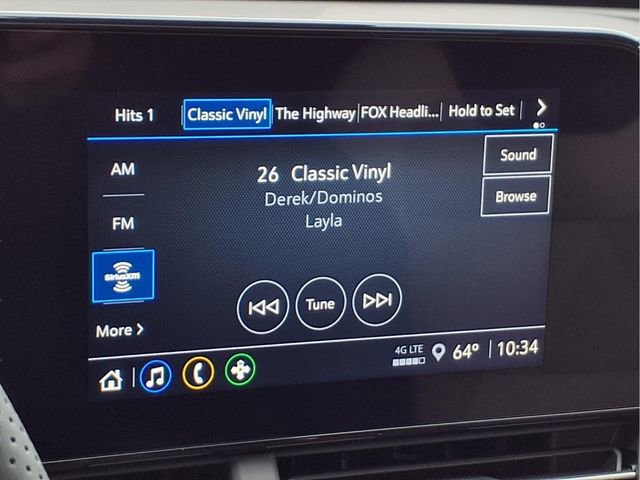 Hits 1 Classic Vinyl The Highway FOX Headli... Hold to Set
AM
FM
SiriusXM
More
26 Classic Vinyl
Derek/Dominos
Layla
Sound
Browse
Tune
4G LTE
64° 10:34